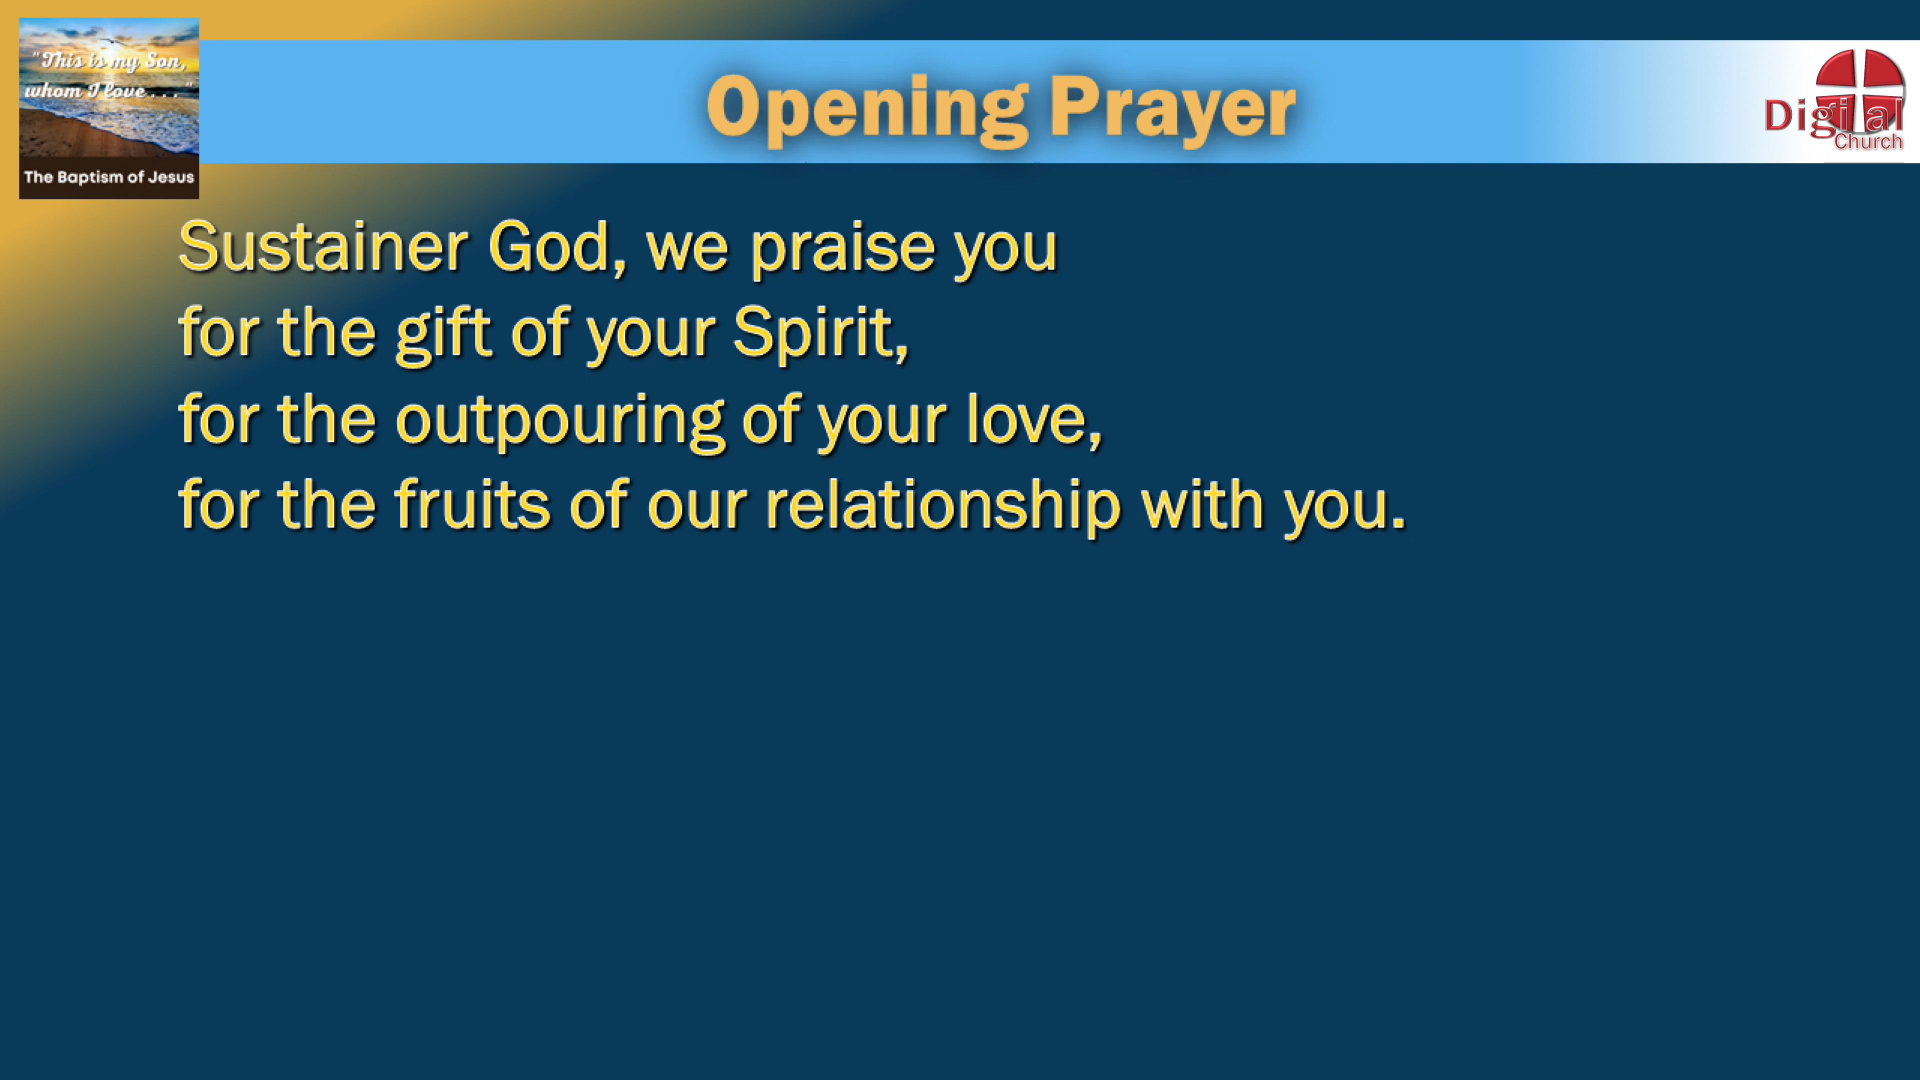 "This is my Son,
whom I love . . ."
The Baptism of Jesus
Opening Prayer
Digital
Church
Sustainer God, we praise you
for the gift of your Spirit,
for the outpouring of your love,
for the fruits of our relationship with you.